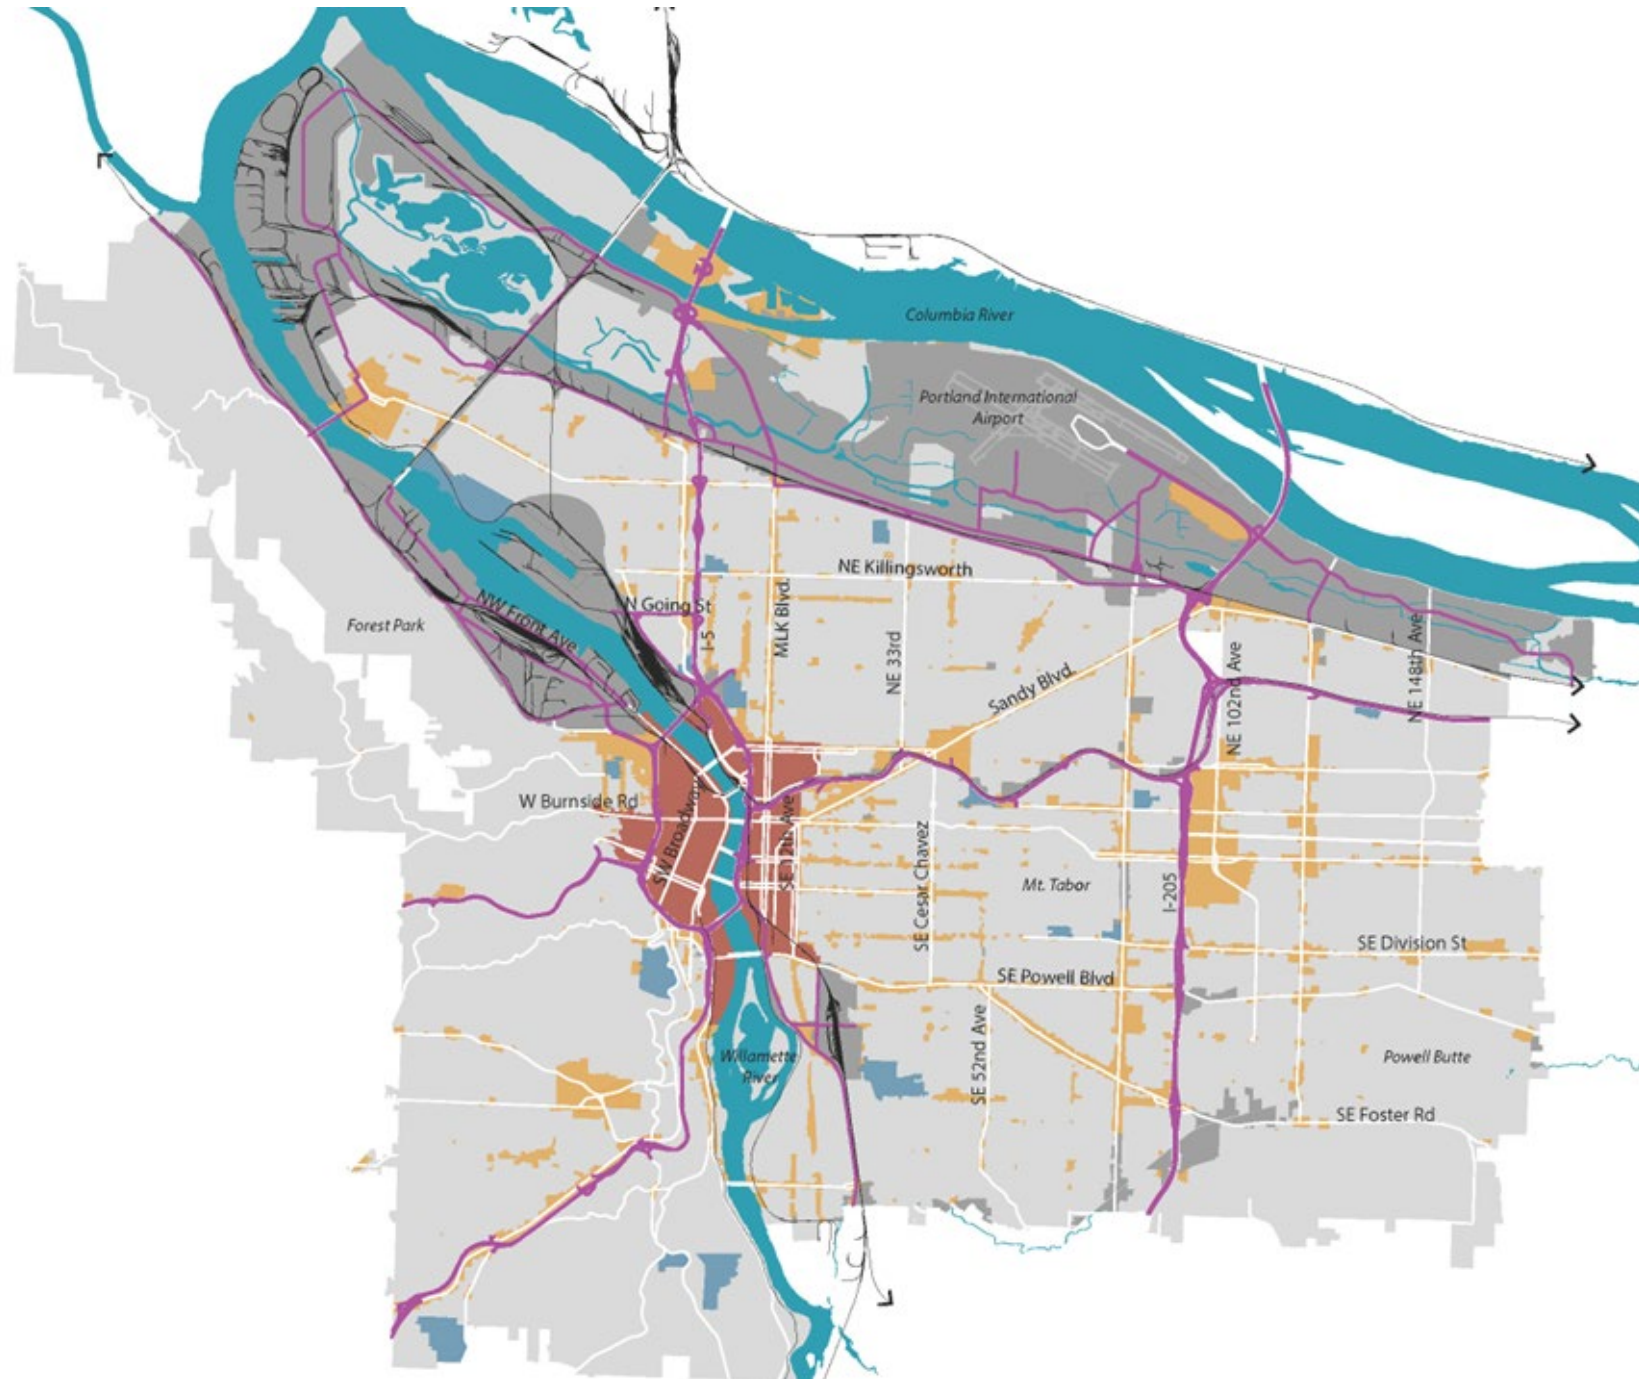 Columbia River
Portland International
Airport
NE Killingsworth
N Going St
NW Front Ave
Forest Park
I-5
MLK Blvd.
NE 33rd
Sandy Blvd
NE 102nd Ave
NE 148th Ave
W Burnside Rd
SW Broadway
SE 12th Ave
SE Cesar Chavez
Mt. Tabor
I-205
SE Division St
SE Powell Blvd
SE 52nd Ave
Willamette
River
Powell Butte
SE Foster Rd